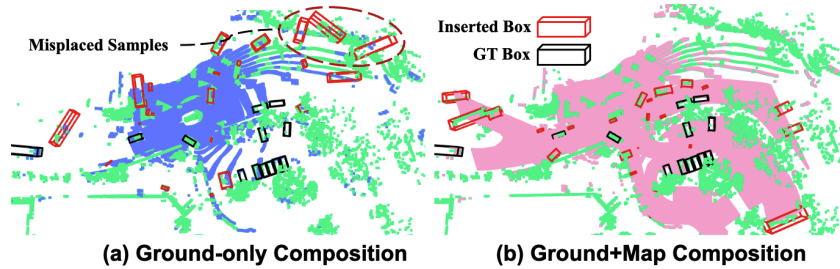 Misplaced Samples
Inserted Box
GT Box
(a) Ground-only Composition
(b) Ground+Map Composition